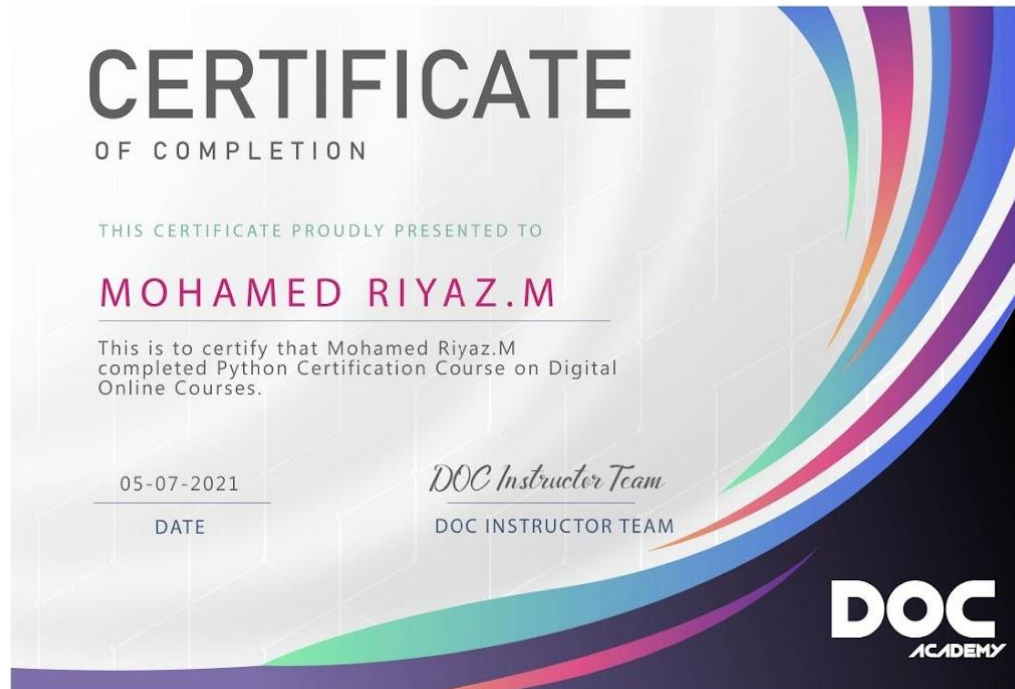 CERTIFICATE
OF COMPLETION
THIS CERTIFICATE PROUDLY PRESENTED TO
MOHAMED RIYAZ.M
This is to certify that Mohamed Riyaz.M
completed Python Certification Course on Digital
Online Courses.
05-07-2021
DATE
DOC Instructor Team
DOC INSTRUCTOR TEAM
DOC
ACADEMY